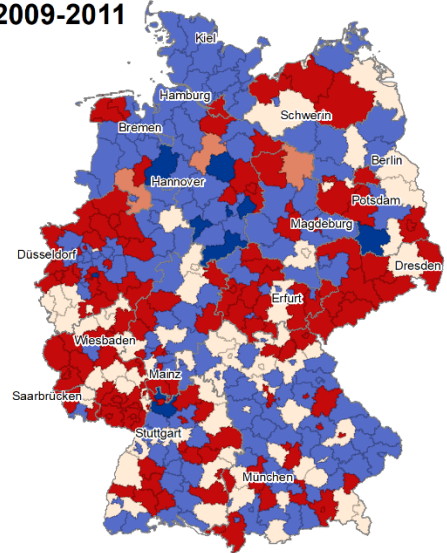 2009-2011
Kiel
Hamburg
Schwerin
Bremen
Berlin
Hannover
Potsdam
Magdeburg
Düsseldorf
Dresden
Erfurt
Wiesbaden
Mainz
Saarbrücken
Stuttgart
München